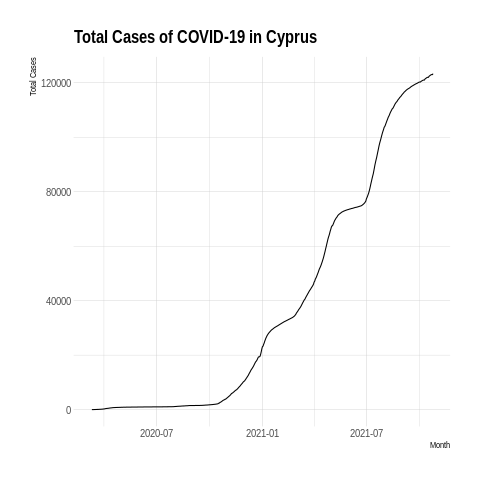 Total Cases of COVID-19 in Cyprus
Total Cases
120000
80000
40000
0
2020-07
2021-01
2021-07
Month